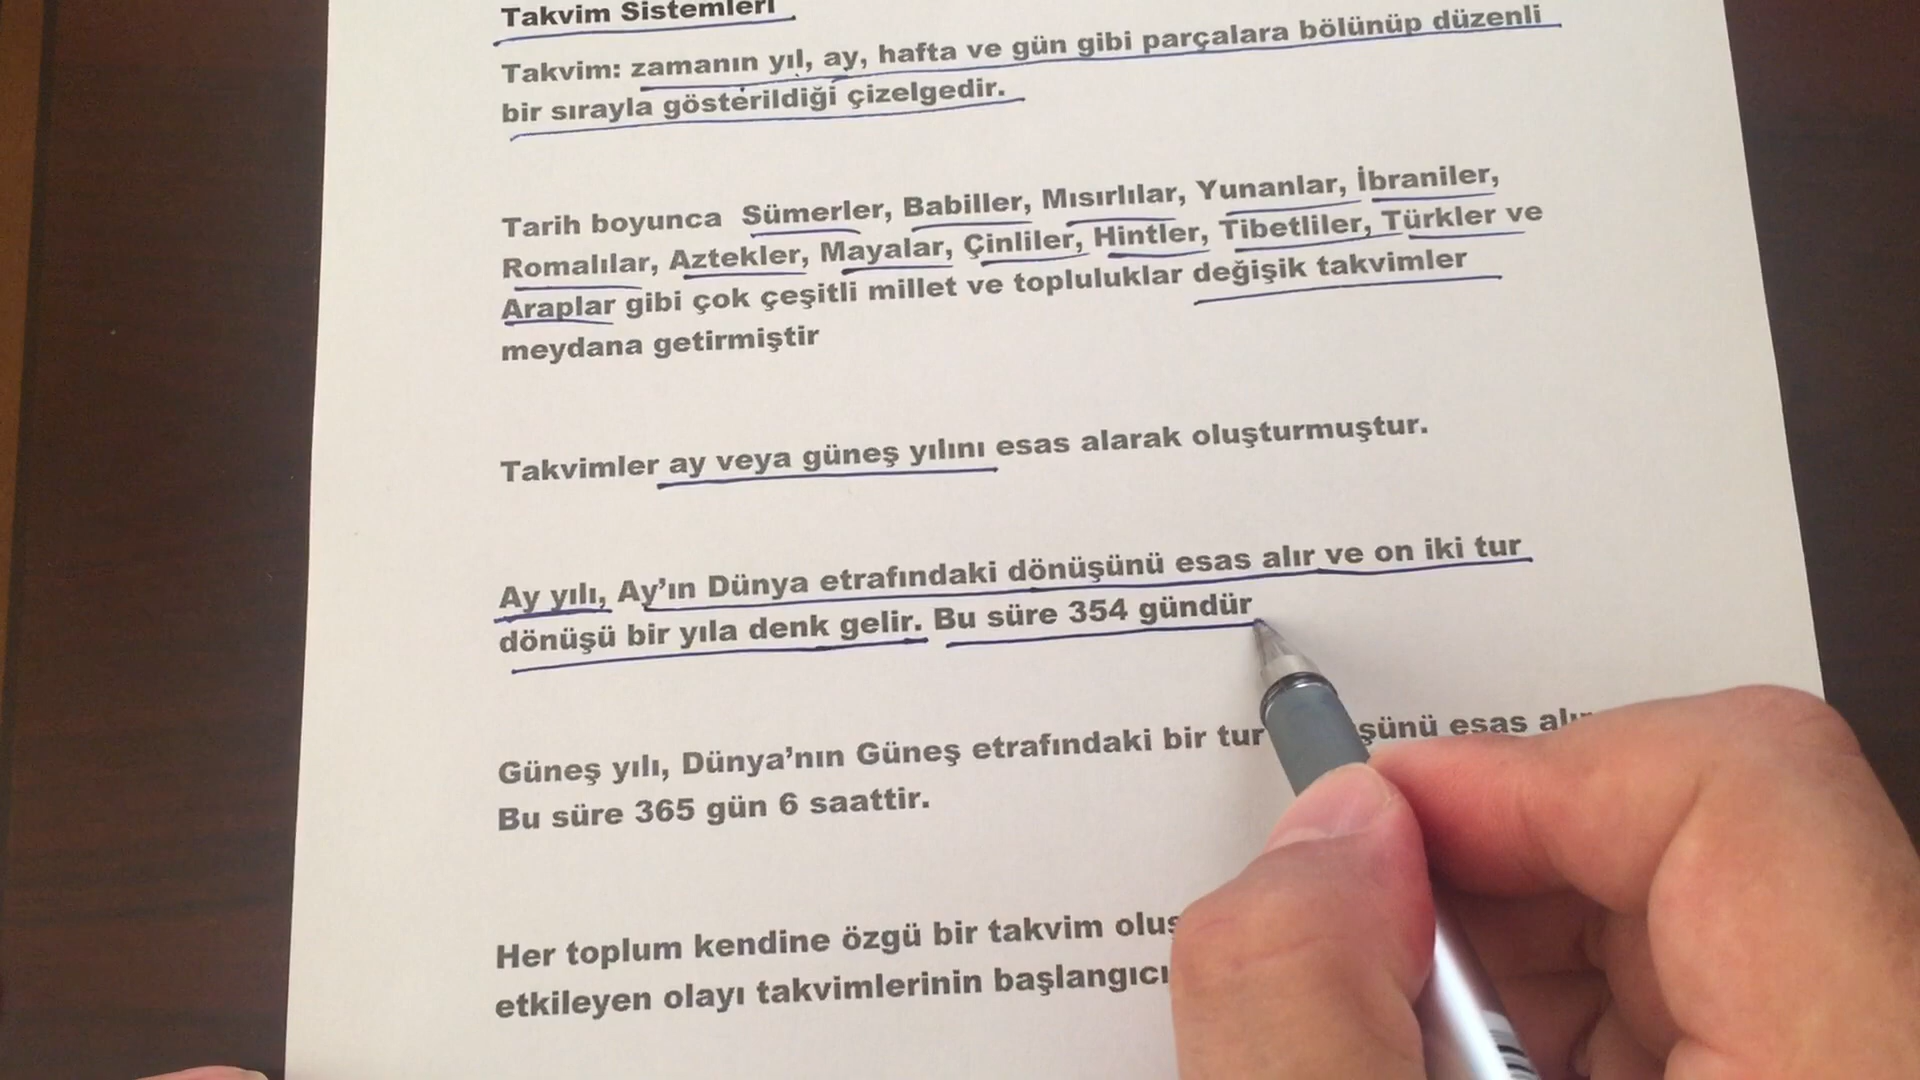 Takvim Sistemleri
Takvim: zamanın yıl, ay, hafta ve gün gibi parçalara bölünüp düzenli
bir sırayla gösterildiği çizelgedir.
Tarih boyunca Sümerler, Babiller, Mısırlılar, Yunanlar, İbraniler,
Romalılar, Aztekler, Mayalar, Çinliler, Hintler, Tibetliler, Türkler ve
Araplar gibi çok çeşitli millet ve topluluklar değişik takvimler
meydana getirmiştir
Takvimler ay veya güneş yılını esas alarak oluşturmuştur.
Ay yılı, Ay’ın Dünya etrafındaki dönüşünü esas alır ve on iki tur
dönüşü bir yıla denk gelir. Bu süre 354 gündür
Güneş yılı, Dünya’nın Güneş etrafındaki bir tur esas
Bu süre 365 gün 6 saattir.
Her toplum kendine özgü bir takvim
etkileyen olayı takvimlerinin başlangıcı